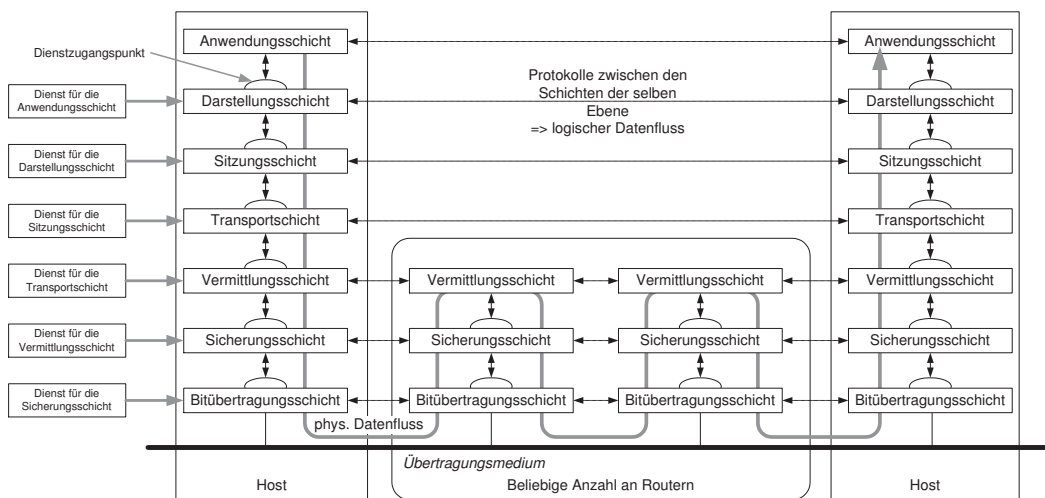 Anwendungsschicht
Anwendungsschicht
Dienstzugangspunkt
Protokolle zwischen den
Schichten der selben
Ebene
=> logischer Datenfluss
Dienst für die
Anwendungsschicht
Darstellungsschicht
Darstellungsschicht
Dienst für die
Darstellungsschicht
Sitzungsschicht
Sitzungsschicht
Dienst für die
Sitzungsschicht
Transportschicht
Transportschicht
Dienst für die
Transportschicht
Vermittlungsschicht
Vermittlungsschicht
Vermittlungsschicht
Vermittlungsschicht
Dienst für die
Vermittlungsschicht
Sicherungsschicht
Sicherungsschicht
Sicherungsschicht
Sicherungsschicht
Dienst für die
Sicherungsschicht
Bitübertragungsschicht
Bitübertragungsschicht
Bitübertragungsschicht
Bitübertragungsschicht
phys. Datenfluss
Übertragungsmedium
Host
Beliebige Anzahl an Routern
Host